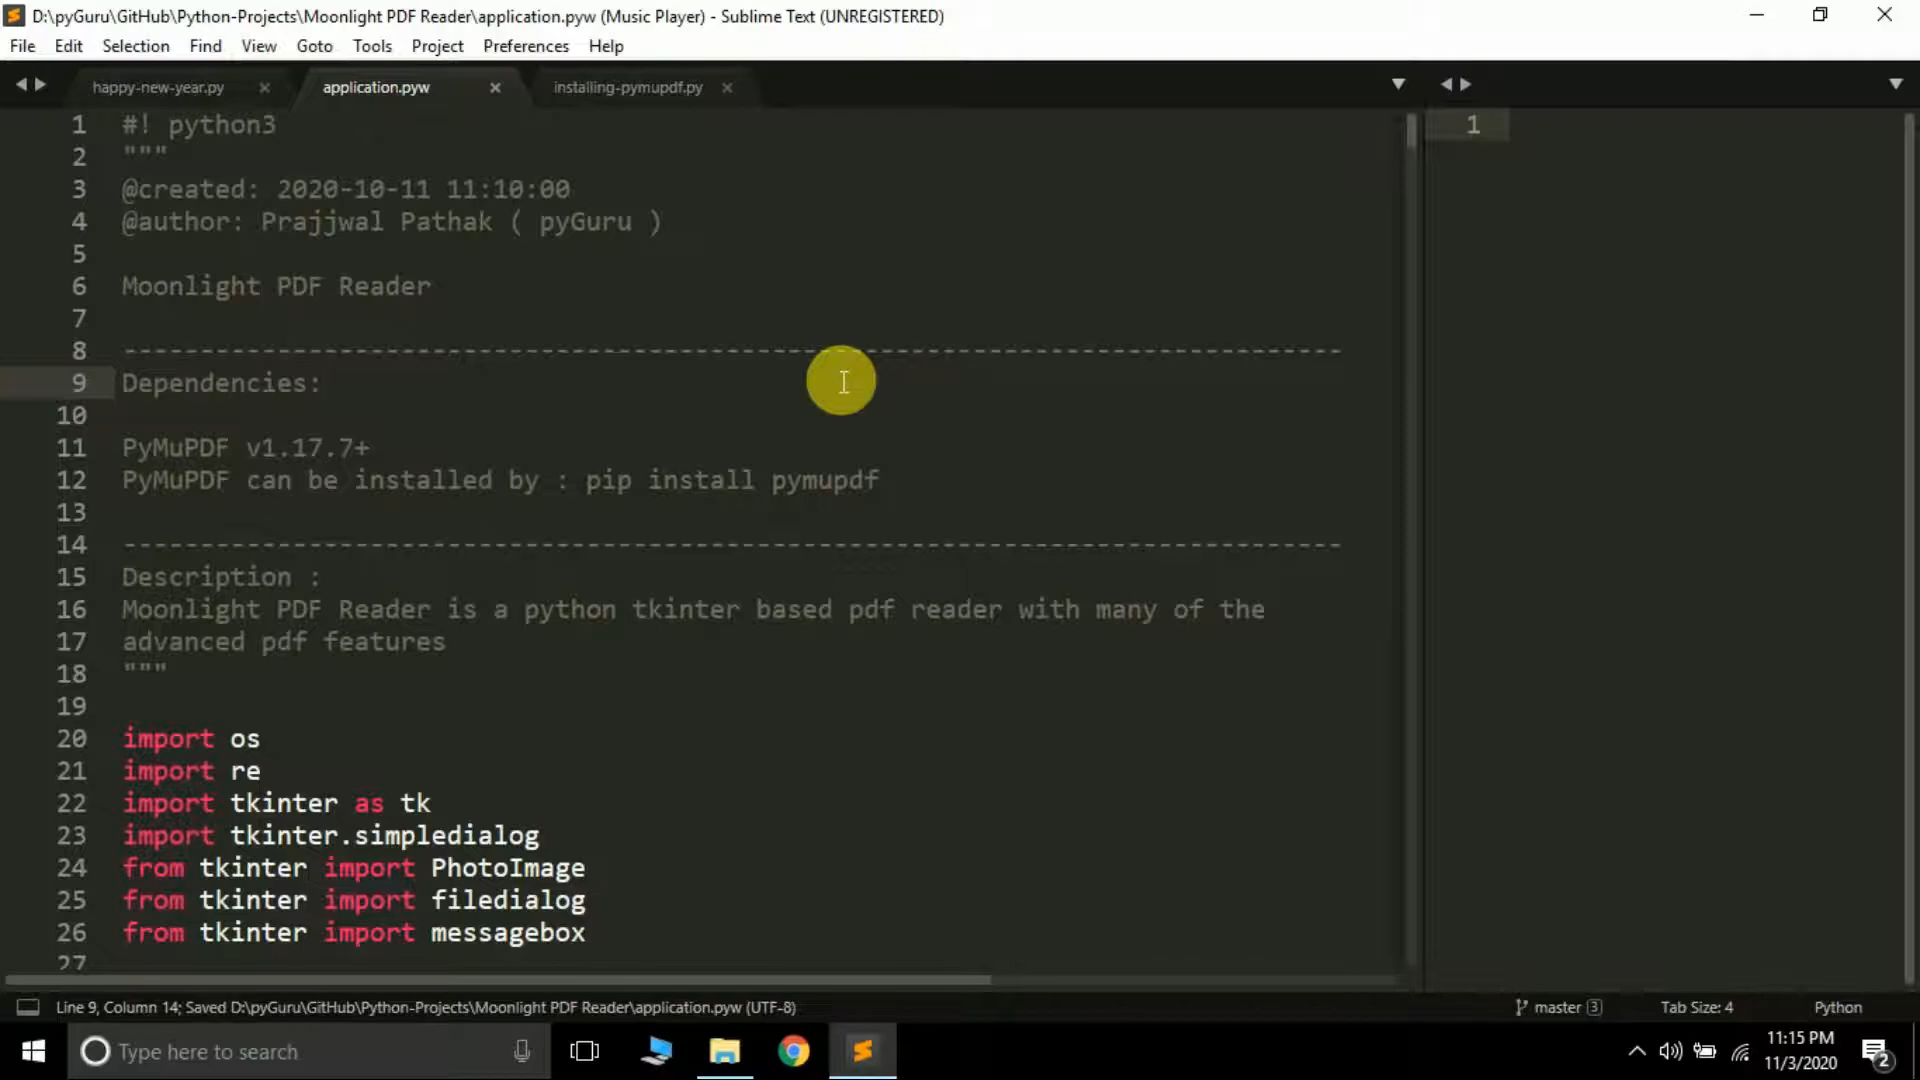 D:\pyGuru\GitHub\Python-Projects\Moonlight PDF Reader\application.pyw (Music Player) - Sublime Text (UNREGISTERED)
File Edit Selection Find View Goto Tools Project Preferences Help
happy-new-year.py application.pyw installing-pymupdf.py
1 #! python3
1
2 """
3 @created: 2020-10-11 11:10:00
4 @author: Prajjwal Pathak ( pyGuru )
5
6 Moonlight PDF Reader
7
8 -------------------------------------------------------------------------------
9 Dependencies:
10
11 PyMuPDF v1.17.7+
12 PyMuPDF can be installed by : pip install pymupdf
13
14 -------------------------------------------------------------------------------
15 Description :
16 Moonlight PDF Reader is a python tkinter based pdf reader with many of the
17 advanced pdf features
18 """
19
20 import os
21 import re
22 import tkinter as tk
23 import tkinter.simpledialog
24 from tkinter import PhotoImage
25 from tkinter import filedialog
26 from tkinter import messagebox
27
Line 9, Column 14; Saved D:\pyGuru\GitHub\Python-Projects\Moonlight PDF Reader\application.pyw (UTF-8) master 3 Tab Size: 4 Python
Type here to search
11:15 PM
11/3/2020
2